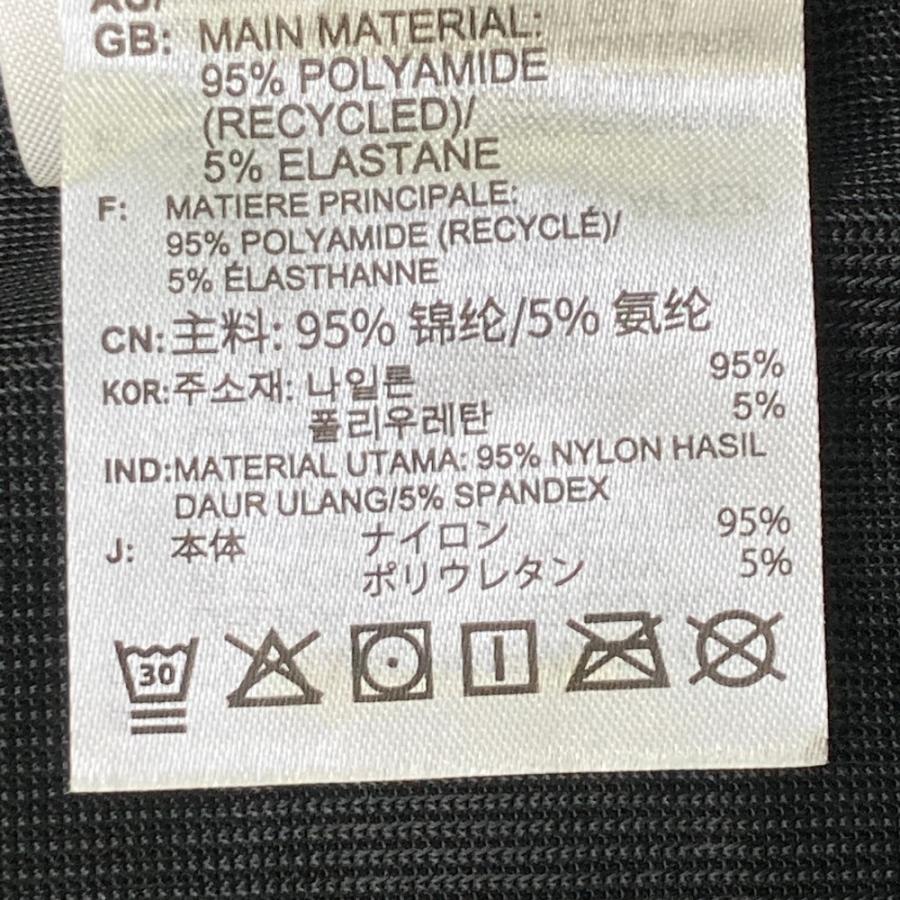 GB: MAIN MATERIAL:
95% POLYAMIDE
(RECYCLED)/
5% ELASTANE
F: MATIERE PRINCIPALE:
95% POLYAMIDE (RECYCLÉ)/
5% ÉLASTHANNE
CN:主料: 95% 锦纶/5% 氨纶
KOR:주소재: 나일론 95%
폴리우레탄 5%
IND:MATERIAL UTAMA: 95% NYLON HASIL
DAUR ULANG/5% SPANDEX
J: 本体 ナイロン 95%
ポリウレタン 5%
30